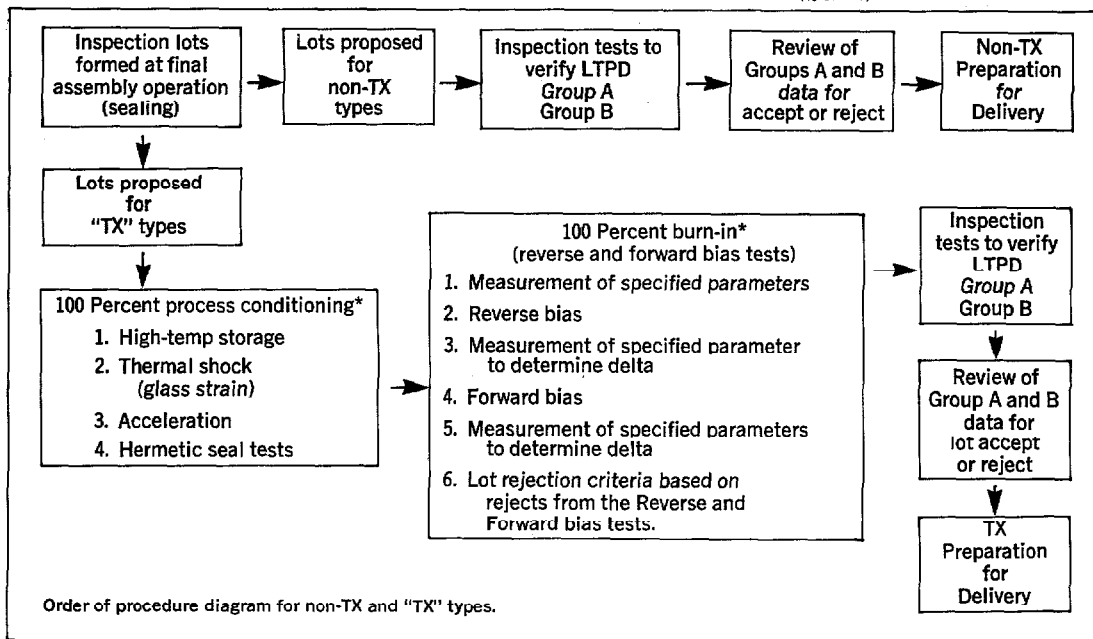 Inspection lots
formed at final
assembly operation
(sealing)
Lots proposed
for
non-TX
types
Inspection tests to
verify LTPD
Group A
Group B
Review of
Groups A and B
data for
accept or reject
Non-TX
Preparation
for
Delivery
Lots proposed
for
"TX" types
100 Percent process conditioning*
1. High-temp storage
2. Thermal shock
(glass strain)
3. Acceleration
4. Hermetic seal tests
100 Percent burn-in*
(reverse and forward bias tests)
1. Measurement of specified parameters
2. Reverse bias
3. Measurement of specified parameter
to determine delta
4. Forward bias
5. Measurement of specified parameters
to determine delta
6. Lot rejection criteria based on
rejects from the Reverse and
Forward bias tests.
Inspection
tests to verify
LTPD
Group A
Group B
Review of
Group A and B
data for
lot accept
or reject
TX
Preparation
for
Delivery
Order of procedure diagram for non-TX and "TX" types.